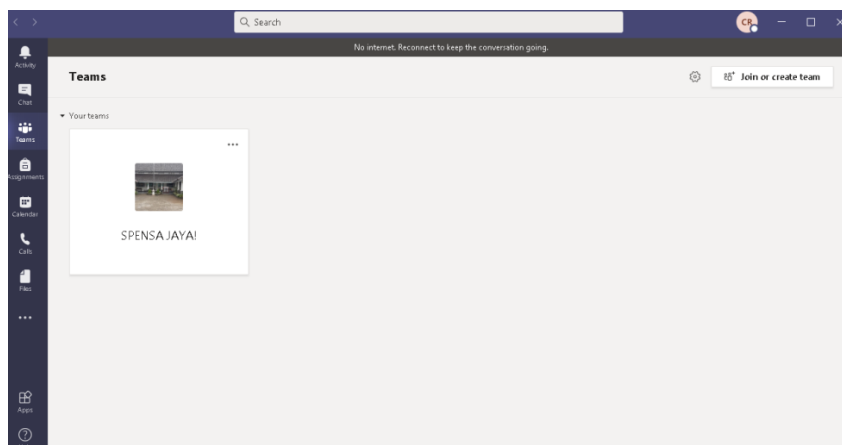 Search
CR
No internet. Reconnect to keep the conversation going.
Activity
Chat
Teams
Assignments
Calendar
Calls
Files
Apps
Teams
Join or create team
Your teams
SPENSA JAYA!